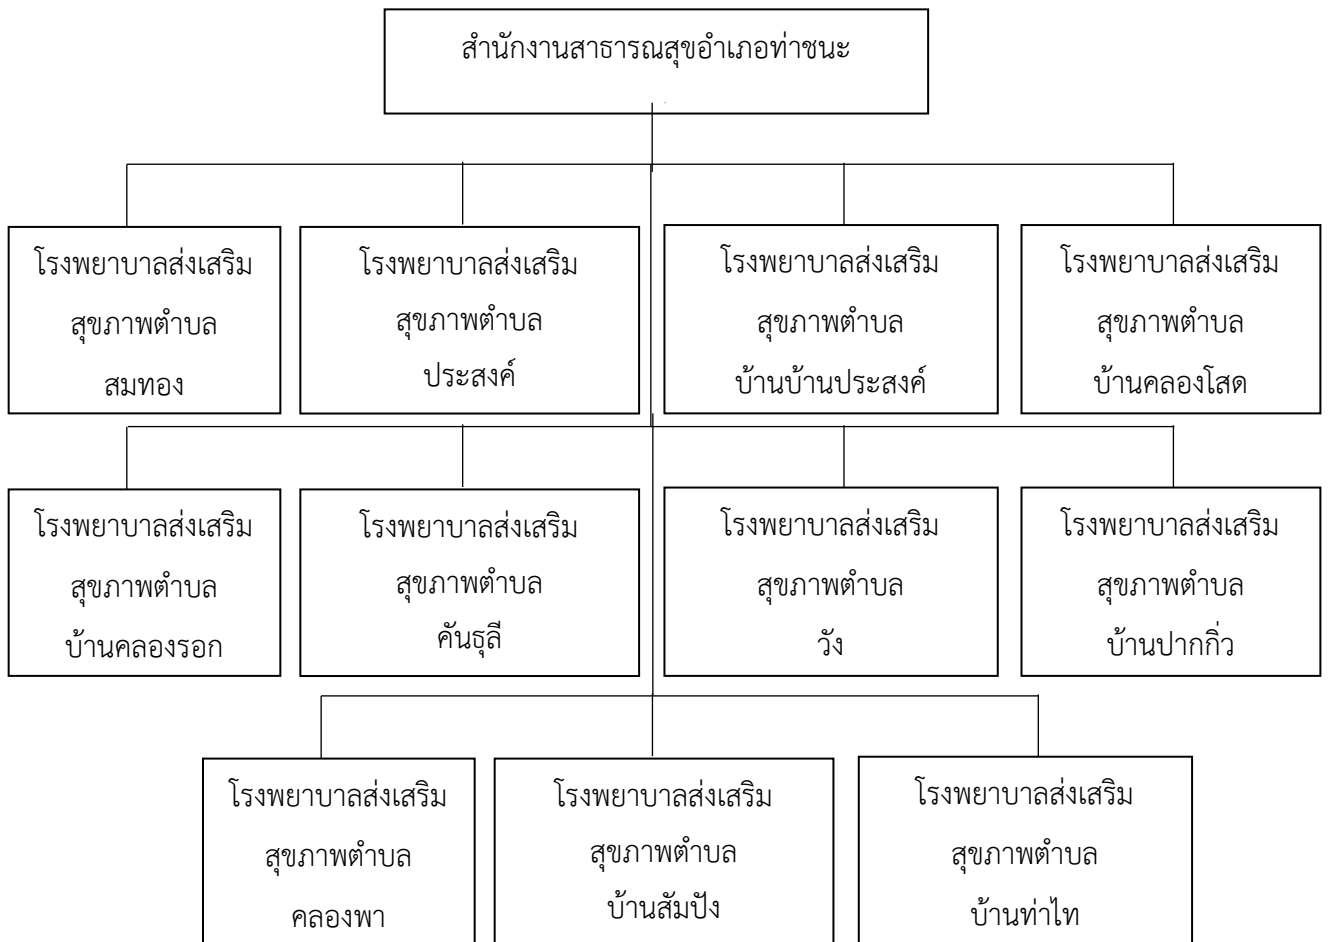 สำนักงานสาธารณสุขอำเภอท่าชนะ
โรงพยาบาลส่งเสริม
สุขภาพตำบล
สมทอง
โรงพยาบาลส่งเสริม
สุขภาพตำบล
ประสงค์
โรงพยาบาลส่งเสริม
สุขภาพตำบล
บ้านบ้านประสงค์
โรงพยาบาลส่งเสริม
สุขภาพตำบล
บ้านคลองโสด
โรงพยาบาลส่งเสริม
สุขภาพตำบล
บ้านคลองรอก
โรงพยาบาลส่งเสริม
สุขภาพตำบล
คันธุลี
โรงพยาบาลส่งเสริม
สุขภาพตำบล
วัง
โรงพยาบาลส่งเสริม
สุขภาพตำบล
บ้านปากกิ่ว
โรงพยาบาลส่งเสริม
สุขภาพตำบล
คลองพา
โรงพยาบาลส่งเสริม
สุขภาพตำบล
บ้านสัมปัง
โรงพยาบาลส่งเสริม
สุขภาพตำบล
บ้านท่าไท